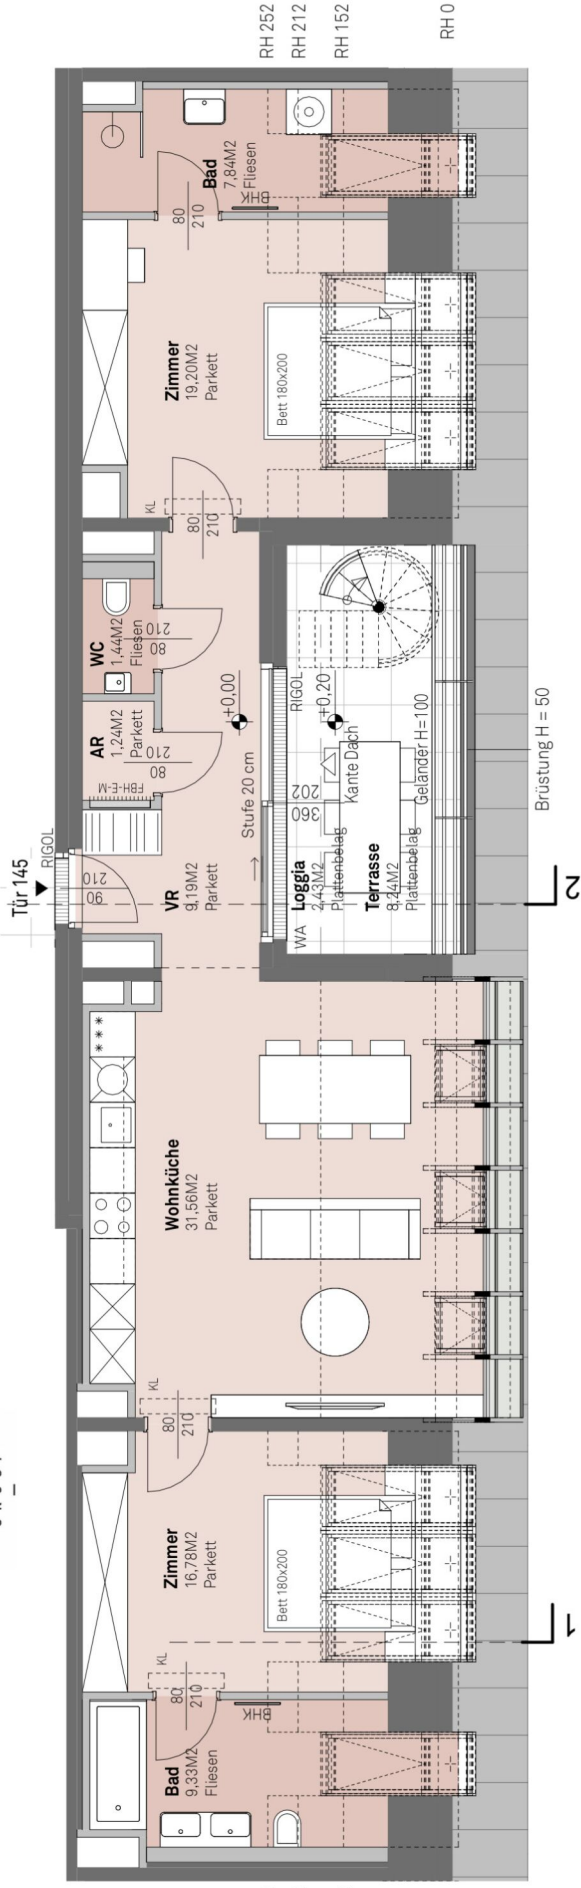 RH 252
RH 212
RH 152
RH 0
Bad
7,84M2
Fliesen
BHK
80
210
Zimmer
19,20M2
Parkett
Bett 180x200
KL
80
210
WC
1,44M2
Fliesen
80
210
AR
1,24M2
Parkett
80
210
FBH-E-M
+0,00
RIGOL
+0,20
Kante Dach
Geländer H=100
Brüstung H = 50
Stufe 20 cm
360
202
Tür 145
RIGOL
90
210
VR
9,19M2
Parkett
WA
Loggia
2,43M2
Plattenbelag
Terrasse
8,24M2
Plattenbelag
2
Wohnküche
31,56M2
Parkett
KL
80
210
Zimmer
16,78M2
Parkett
Bett 180x200
1
KL
80
210
BHK
Bad
9,33M2
Fliesen